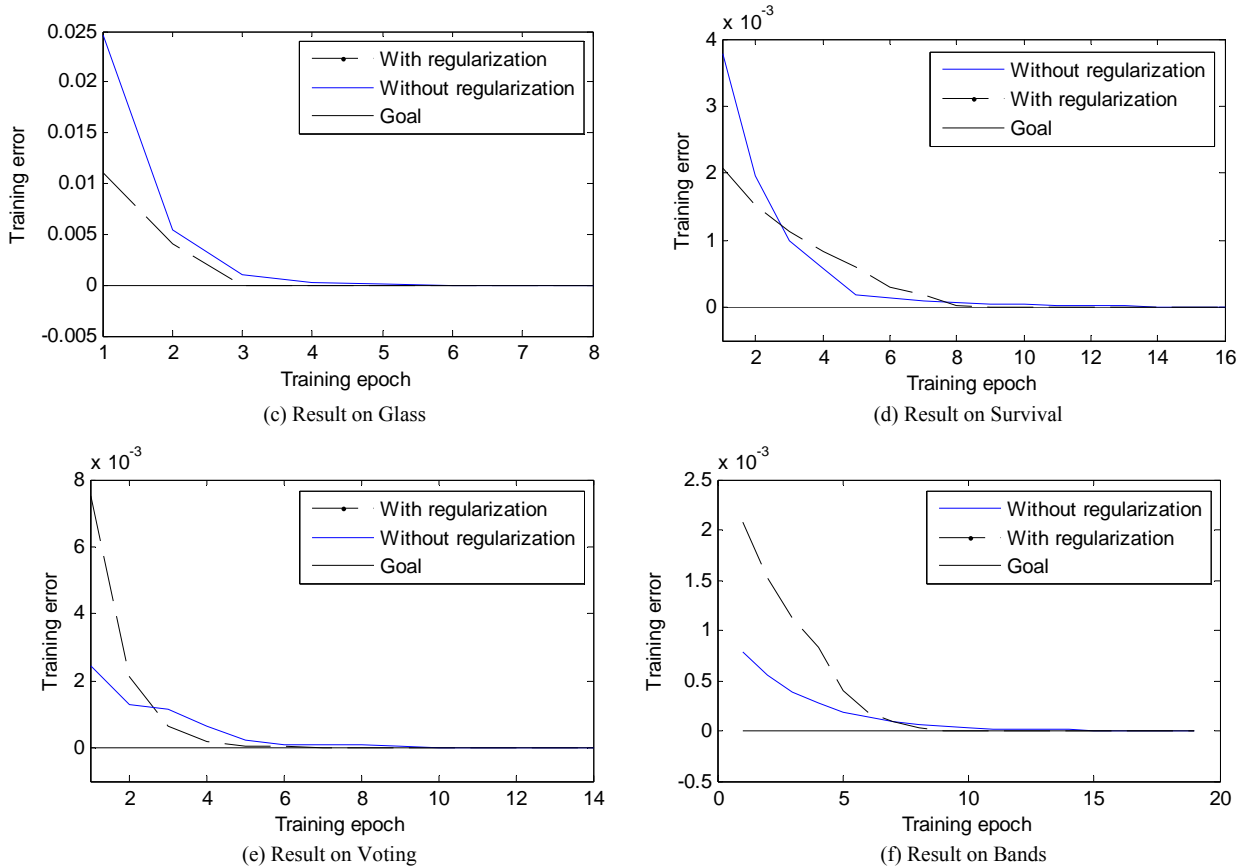 0.025
0.02
0.015
0.01
0.005
0
-0.005
Training error
With regularization
Without regularization
Goal
1 2 3 4 5 6 7 8
Training epoch
(c) Result on Glass
x 10^-3
4
3
2
1
0
Training error
Without regularization
With regularization
Goal
2 4 6 8 10 12 14 16
Training epoch
(d) Result on Survival
x 10^-3
8
6
4
2
0
Training error
With regularization
Without regularization
Goal
2 4 6 8 10 12 14
Training epoch
(e) Result on Voting
x 10^-3
2.5
2
1.5
1
0.5
0
-0.5
Training error
Without regularization
With regularization
Goal
0 5 10 15 20
Training epoch
(f) Result on Bands